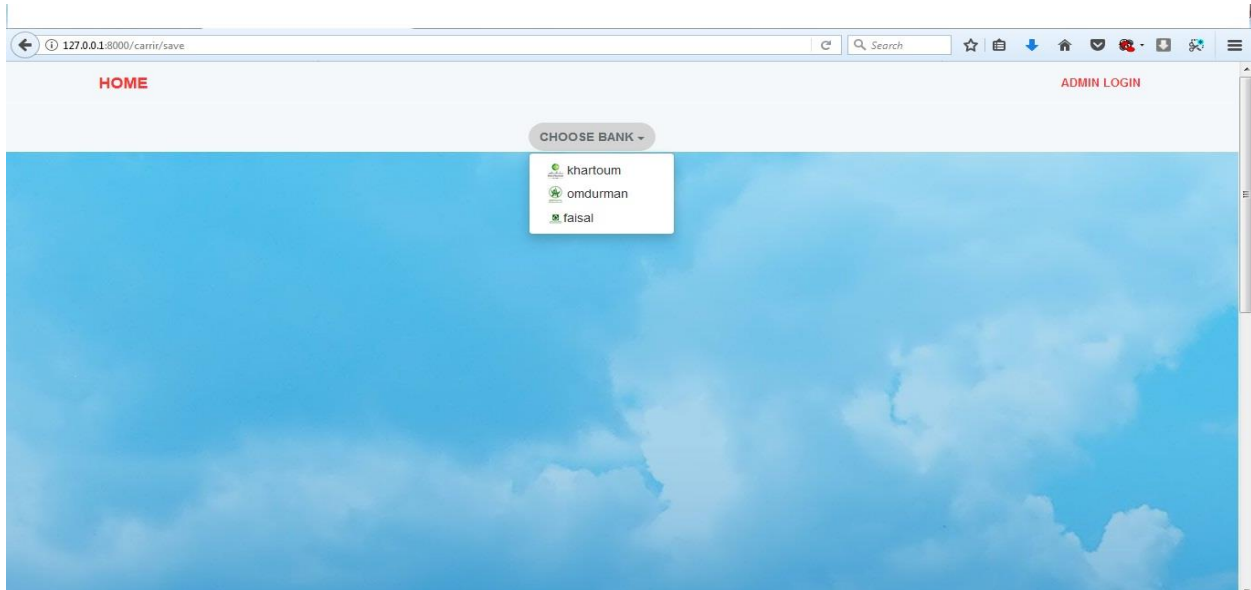 127.0.0.1:8000/carrir/save
Search
HOME
ADMIN LOGIN
CHOOSE BANK
khartoum
omdurman
faisal